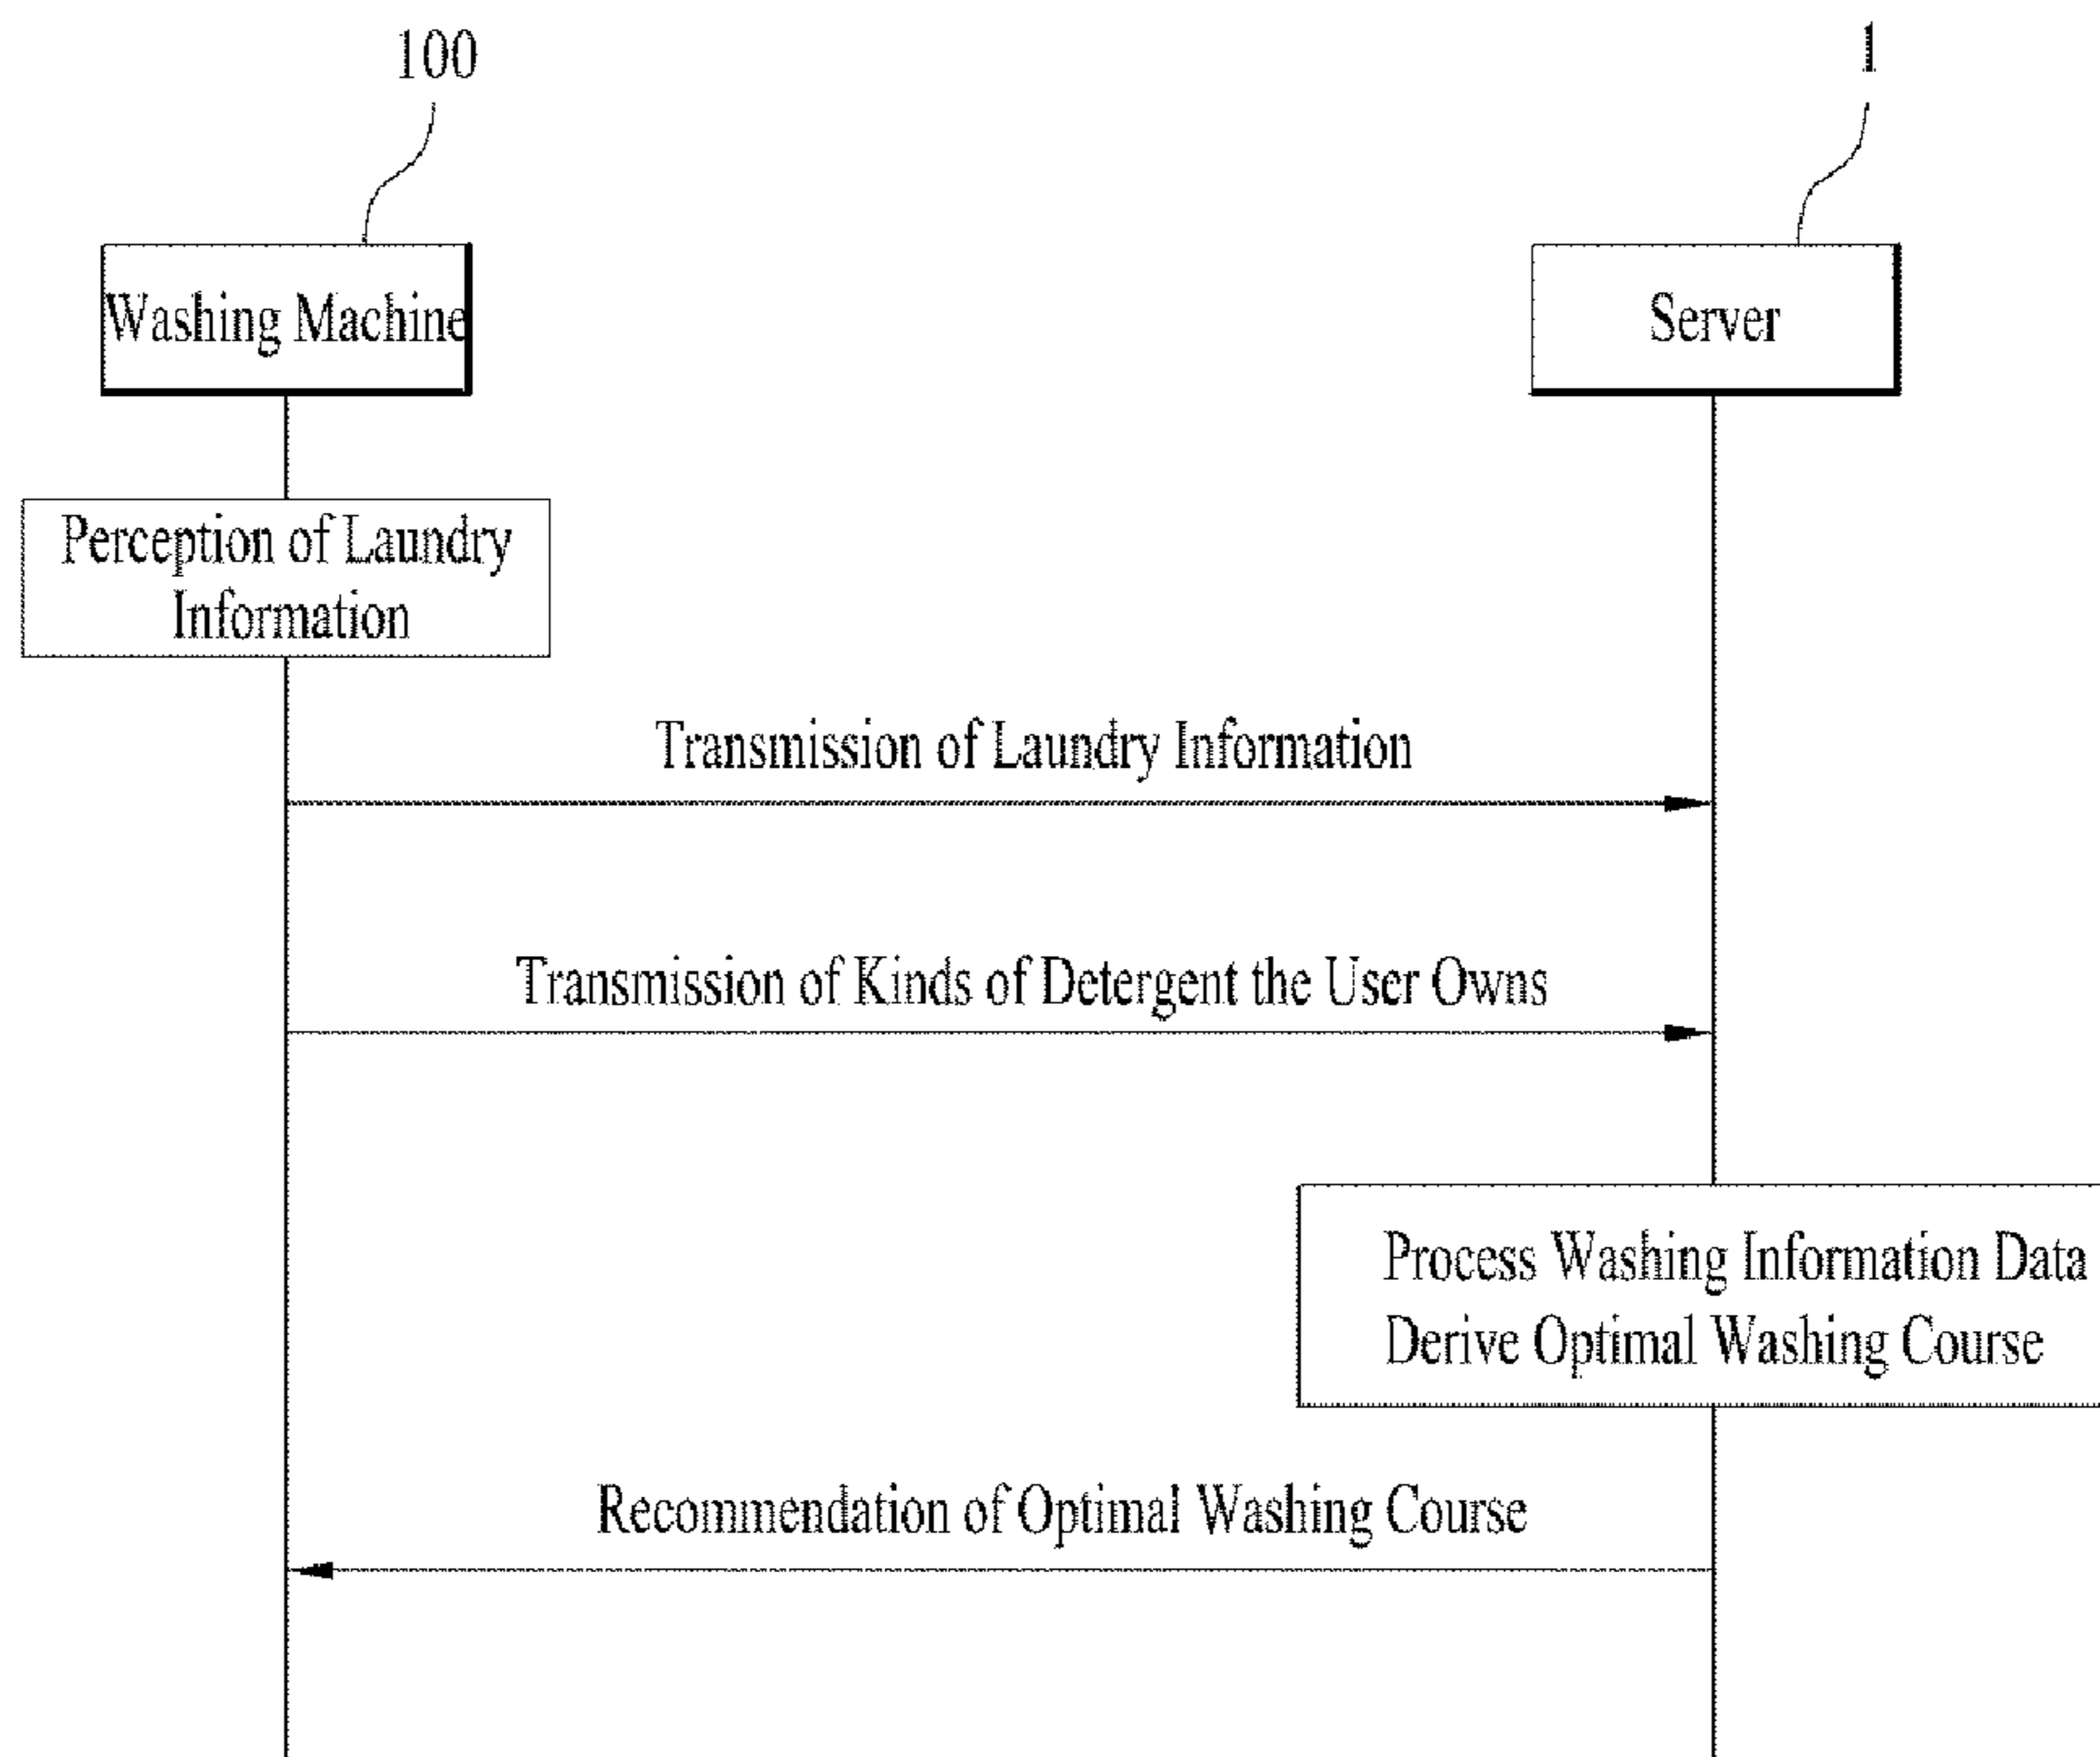 100
1
Washing Machine
Server
Perception of Laundry
Information
Transmission of Laundry Information
Transmission of Kinds of Detergent the User Owns
Process Washing Information Data
Derive Optimal Washing Course
Recommendation of Optimal Washing Course